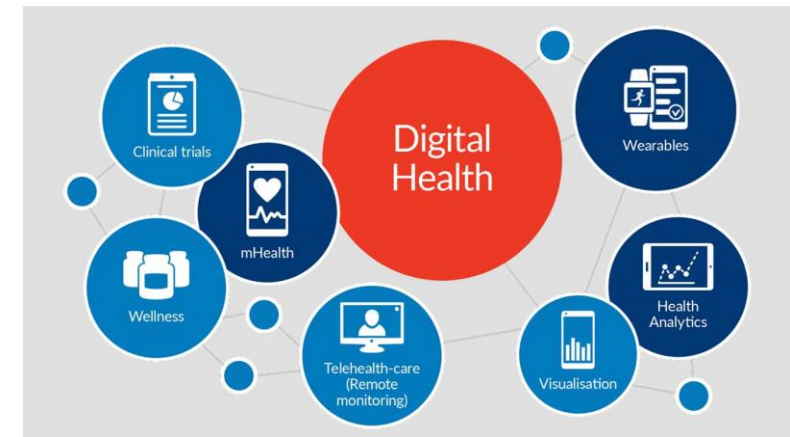 Digital
Health
Clinical trials
Wearables
mHealth
Wellness
Health
Analytics
Telehealth-care
(Remote
monitoring)
Visualisation